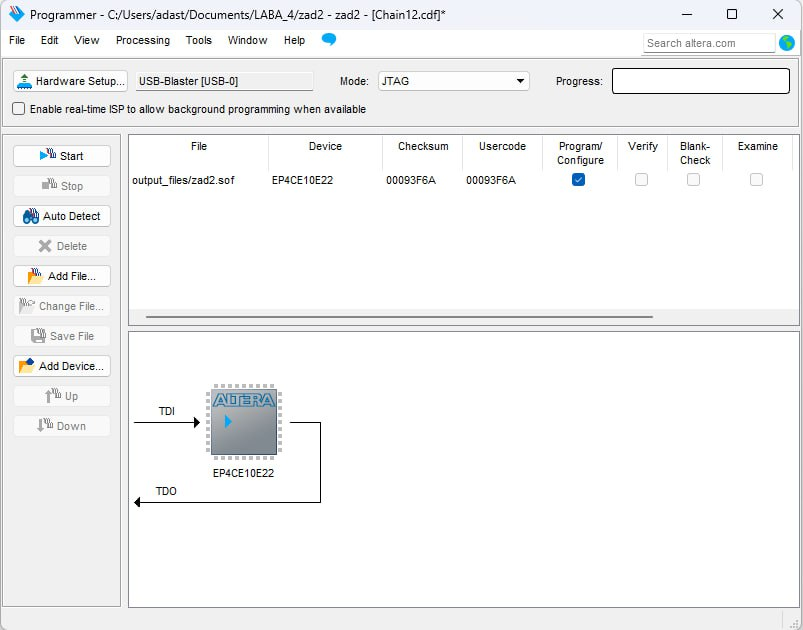 Programmer - C:/Users/adast/Documents/LABA_4/zad2 - zad2 - [Chain12.cdf]*
File Edit View Processing Tools Window Help
Search altera.com
Hardware Setup... USB-Blaster [USB-0] Mode: JTAG Progress:
Enable real-time ISP to allow background programming when available
Start
Stop
Auto Detect
Delete
Add File...
Change File...
Save File
Add Device...
Up
Down
File Device Checksum Usercode Program/ Verify Blank- Examine
Configure Check
output_files/zad2.sof EP4CE10E22 00093F6A 00093F6A
ALTERA
TDI
EP4CE10E22
TDO